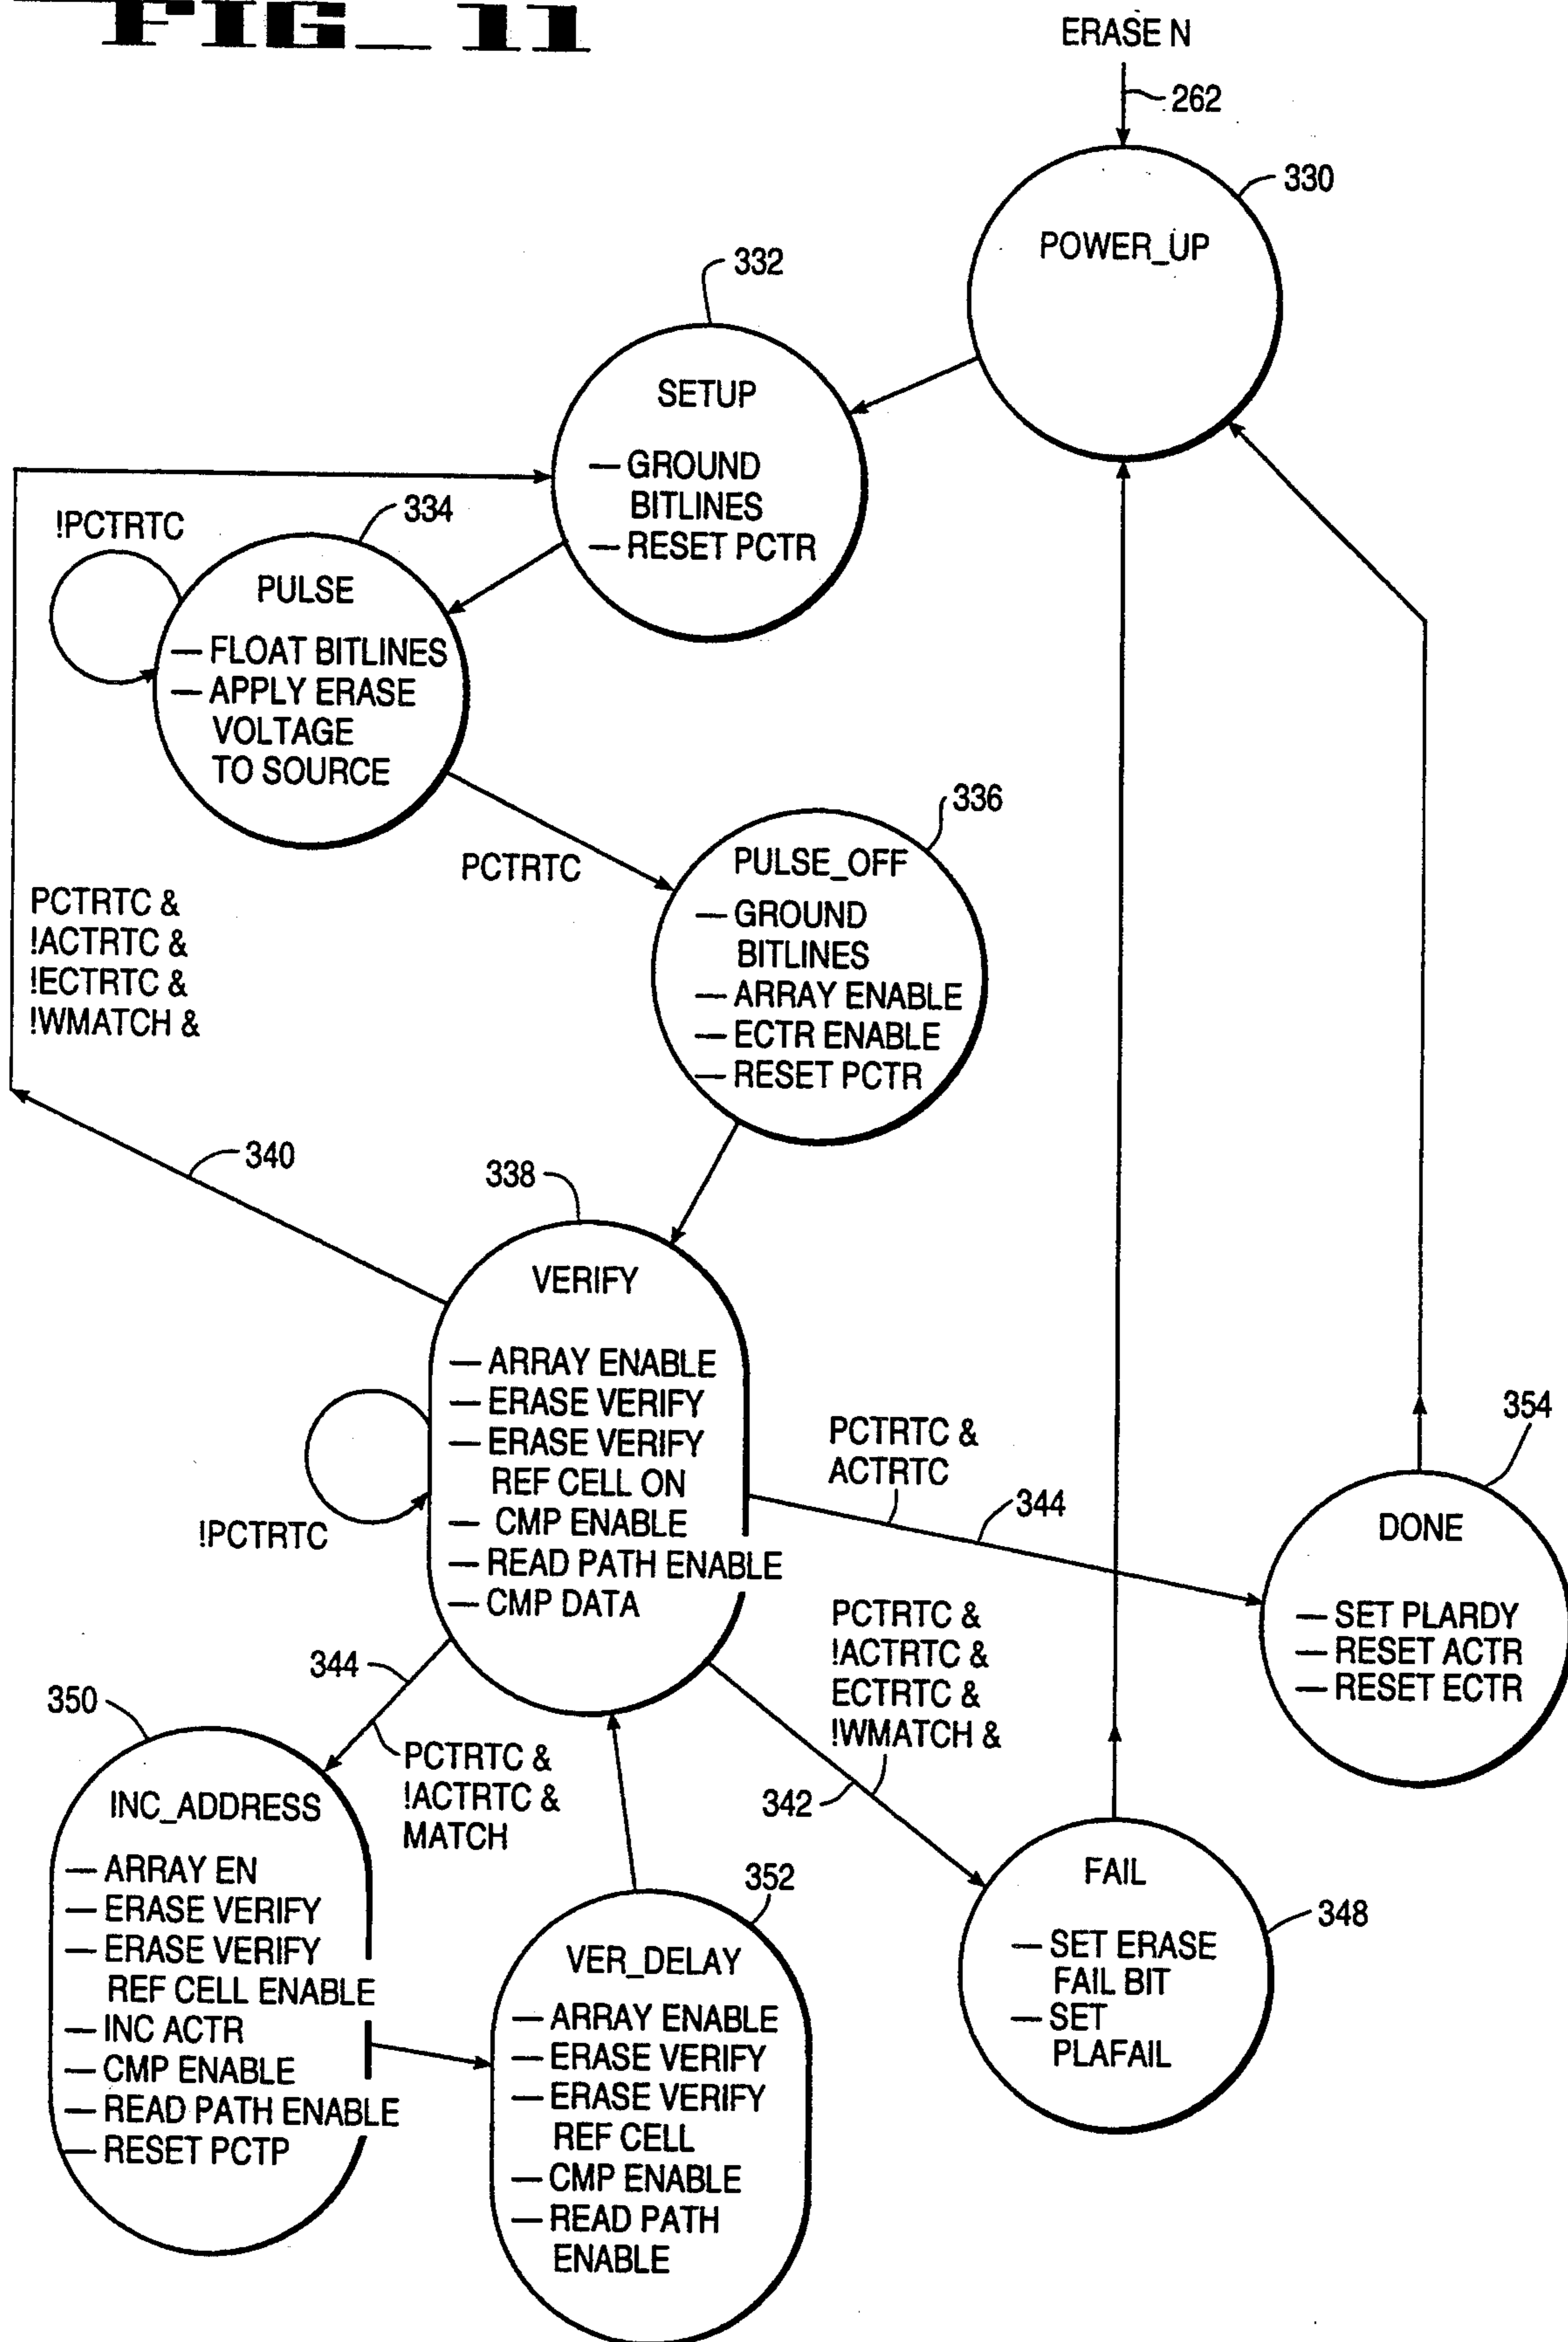 FIG_11
ERASE N
262
330
POWER_UP
332
SETUP
— GROUND
BITLINES
— RESET PCTR
334
!PCTRTC
PULSE
— FLOAT BITLINES
— APPLY ERASE
VOLTAGE
TO SOURCE
PCTRTC
336
PULSE_OFF
— GROUND
BITLINES
— ARRAY ENABLE
— ECTR ENABLE
— RESET PCTR
PCTRTC &
!ACTRTC &
!ECTRTC &
!WMATCH &
340
338
VERIFY
— ARRAY ENABLE
— ERASE VERIFY
— ERASE VERIFY
REF CELL ON
— CMP ENABLE
— READ PATH ENABLE
— CMP DATA
!PCTRTC
PCTRTC &
ACTRTC
344
354
DONE
— SET PLARDY
— RESET ACTR
— RESET ECTR
PCTRTC &
!ACTRTC &
ECTRTC &
!WMATCH &
342
344
PCTRTC &
!ACTRTC &
MATCH
350
INC_ADDRESS
— ARRAY EN
— ERASE VERIFY
— ERASE VERIFY
REF CELL ENABLE
— INC ACTR
— CMP ENABLE
— READ PATH ENABLE
— RESET PCTP
352
VER_DELAY
— ARRAY ENABLE
— ERASE VERIFY
— ERASE VERIFY
REF CELL
— CMP ENABLE
— READ PATH
ENABLE
FAIL
348
— SET ERASE
FAIL BIT
— SET
PLAFAIL